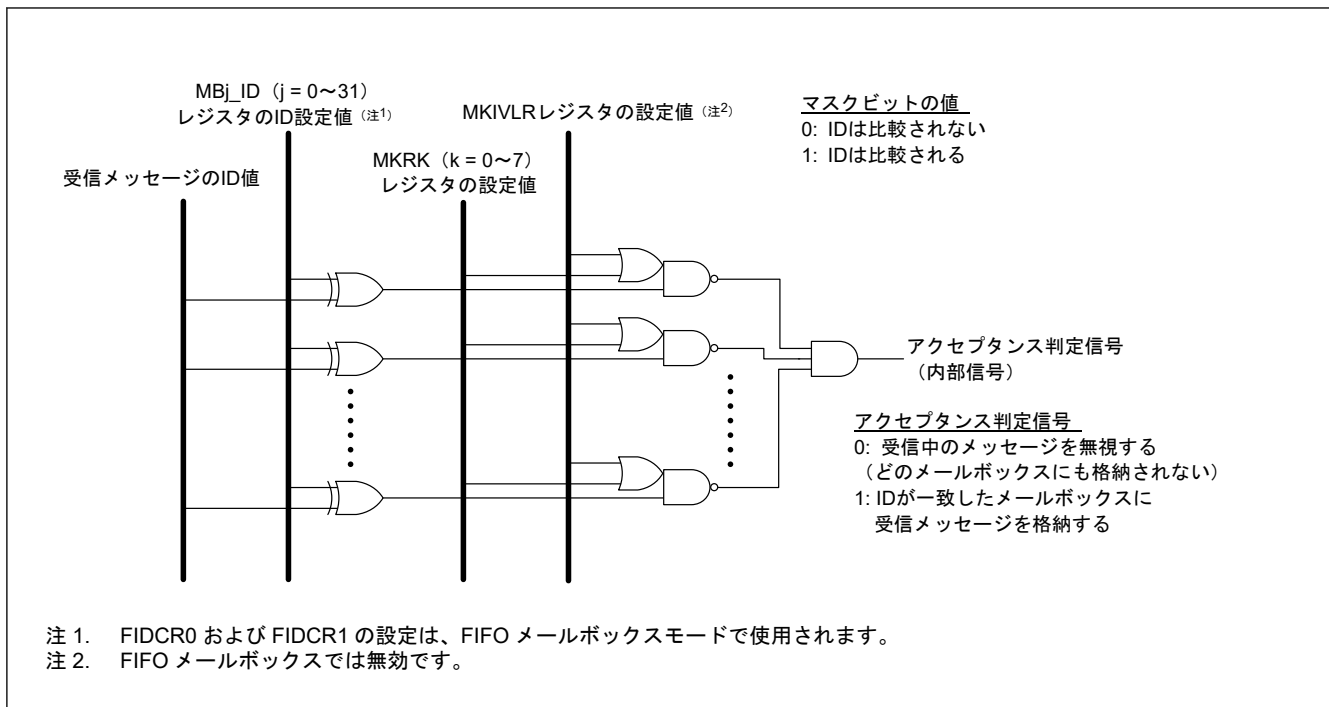 MBj_ID（j = 0～31）
レジスタのID設定値（注1）
MKIVLRレジスタの設定値（注2）
マスクビットの値
0: IDは比較されない
1: IDは比較される
受信メッセージのID値
MKRK（k = 0～7）
レジスタの設定値
アクセプタンス判定信号
（内部信号）
アクセプタンス判定信号
0: 受信中のメッセージを無視する
（どのメールボックスにも格納されない）
1: IDが一致したメールボックスに
受信メッセージを格納する
注 1. FIDCR0 および FIDCR1 の設定は、FIFO メールボックスモードで使用されます。
注 2. FIFO メールボックスでは無効です。